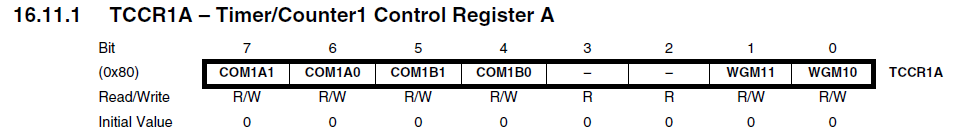 16.11.1 TCCR1A – Timer/Counter1 Control Register A
Bit 7 6 5 4 3 2 1 0
(0x80) COM1A1 COM1A0 COM1B1 COM1B0 – – WGM11 WGM10 TCCR1A
Read/Write R/W R/W R/W R/W R R R/W R/W
Initial Value 0 0 0 0 0 0 0 0